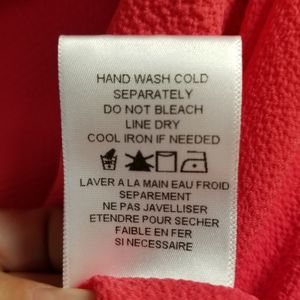 HAND WASH COLD
SEPARATELY
DO NOT BLEACH
LINE DRY
COOL IRON IF NEEDED
LAVER A LA MAIN EAU FROID
SEPAREMENT
NE PAS JAVELLISER
ETENDRE POUR SECHER
FAIBLE EN FER
SI NECESSAIRE